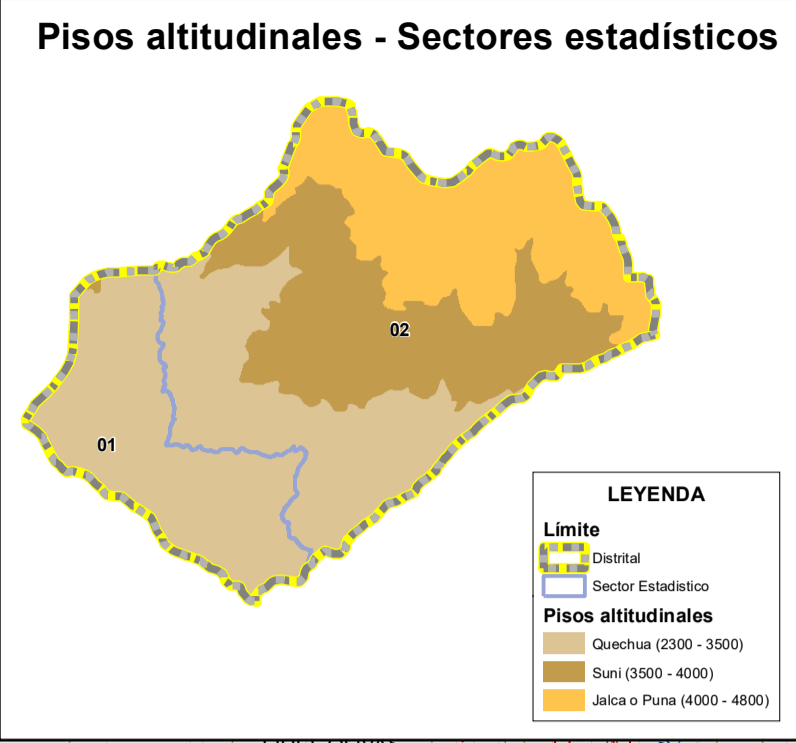 Pisos altitudinales - Sectores estadísticos
02
01
LEYENDA
Límite
Distrital
Sector Estadistico
Pisos altitudinales
Quechua (2300 - 3500)
Suni (3500 - 4000)
Jalca o Puna (4000 - 4800)